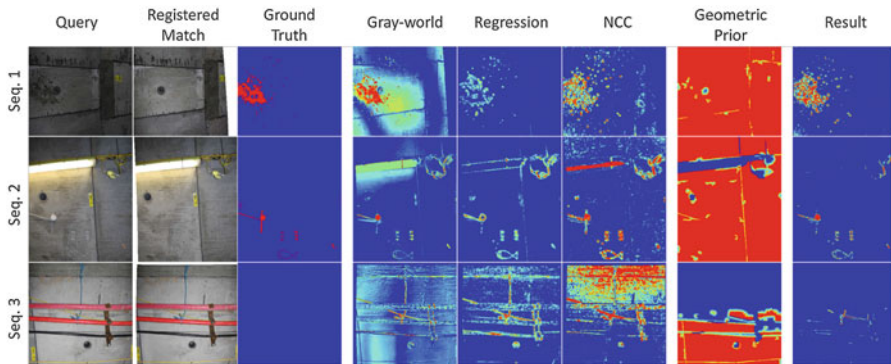 Query
Registered Match
Ground Truth
Gray-world
Regression
NCC
Geometric Prior
Result
Seq. 1
Seq. 2
Seq. 3